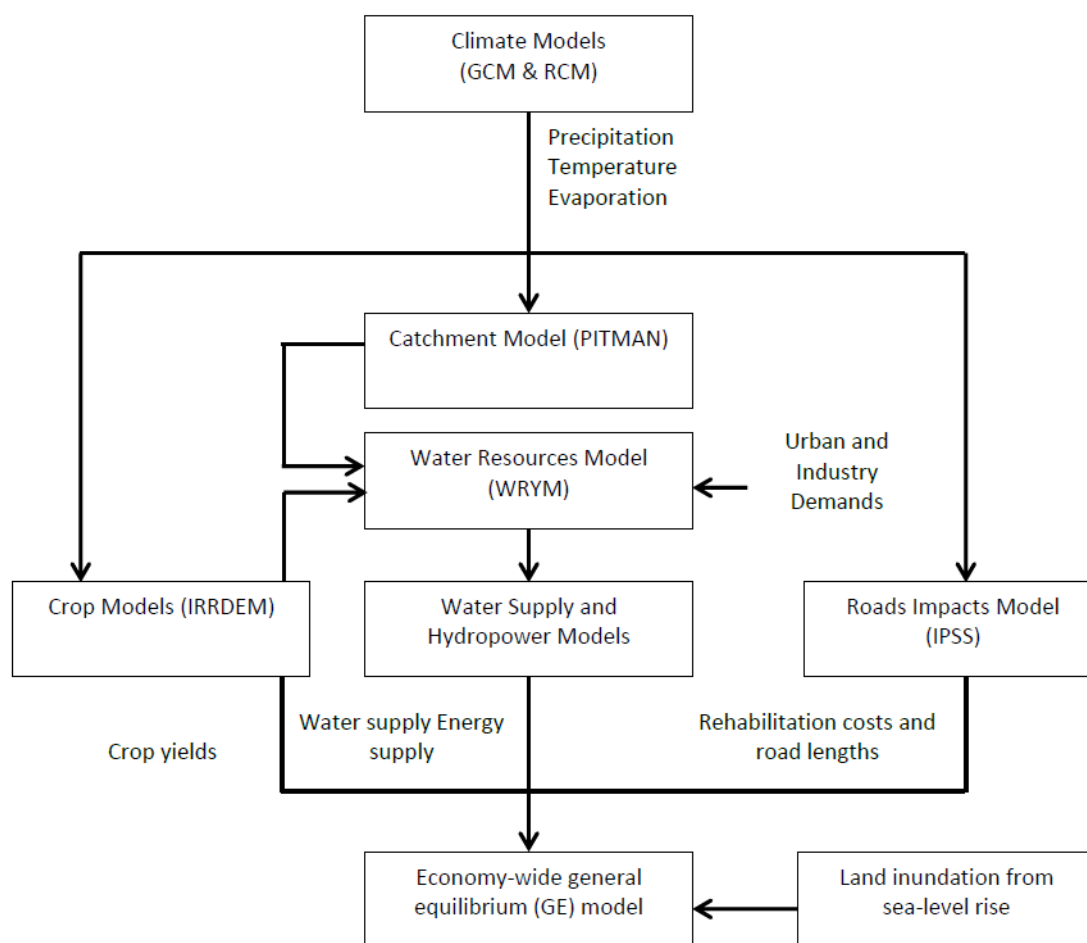 Climate Models
(GCM & RCM)
Precipitation
Temperature
Evaporation
Catchment Model (PITMAN)
Water Resources Model
(WRYM)
Urban and
Industry
Demands
Crop Models (IRRDEM)
Water Supply and
Hydropower Models
Roads Impacts Model
(IPSS)
Crop yields
Water supply Energy
supply
Rehabilitation costs and
road lengths
Economy-wide general
equilibrium (GE) model
Land inundation from
sea-level rise